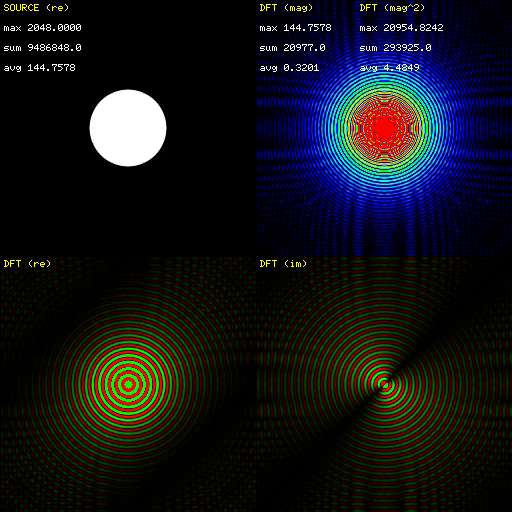 SOURCE (re)
max 2048.0000
sum 9486848.0
avg 144.7578
DFT (mag)
max 144.7578
sum 20977.0
avg 0.3201
DFT (mag^2)
max 20954.8242
sum 293925.0
avg 4.4849
DFT (re)
DFT (im)